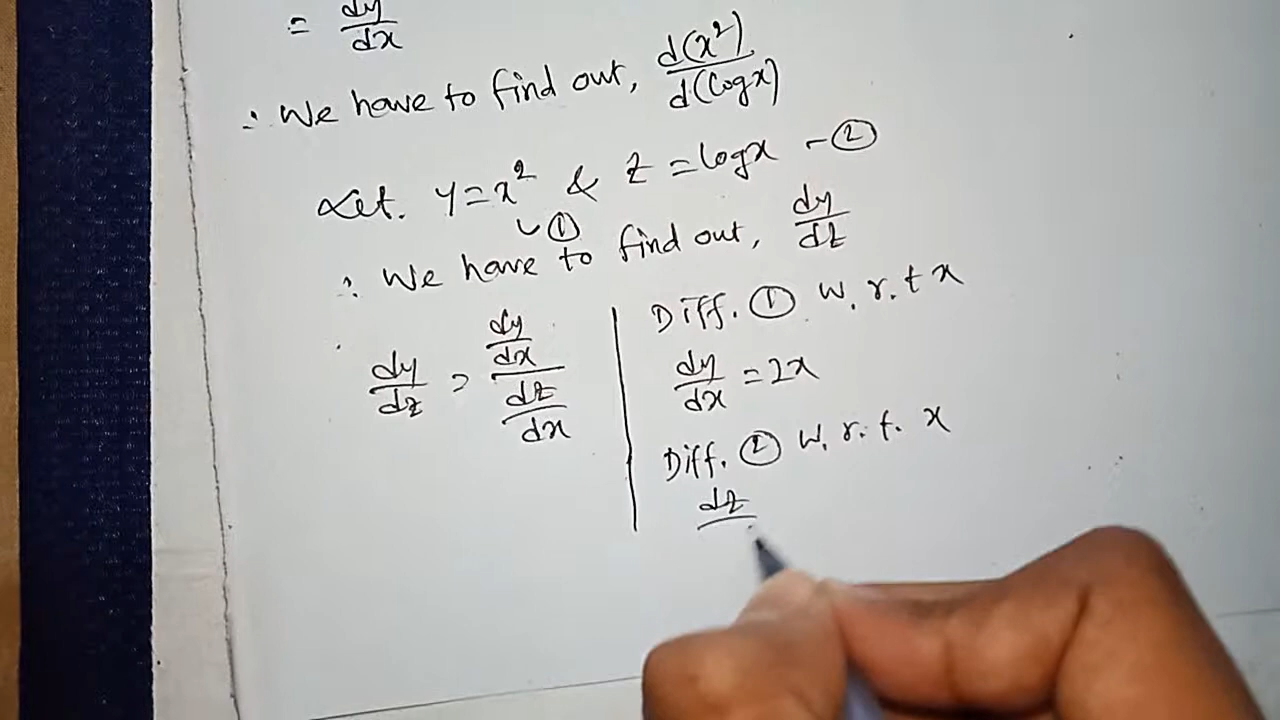 = dy/dx
∴ We have to find out, d(x²)/d(logx)
Let. y=x² & z=logx -②
↳①
∴ We have to find out, dy/dz
dy/dz = dy/dx / dz/dx
Diff. ① w.r.t x
dy/dx = 2x
Diff. ② w.r.t. x
dz